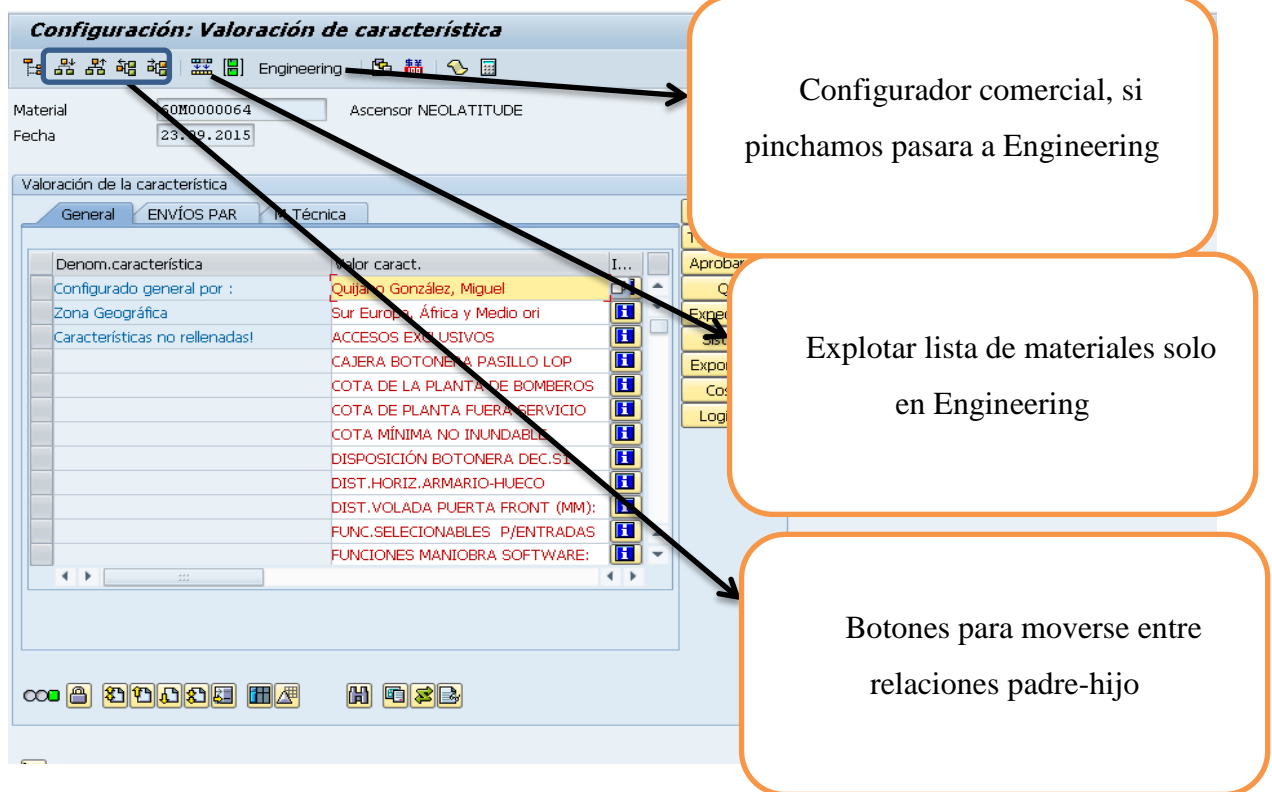 Configuración: Valoración de característica
Engineering
Material 60M0000064 Ascensor NEOLATITUDE
Fecha 23.09.2015
Valoración de la característica
General ENVÍOS PAR Técnica
Denom.característica Valor caract. I...
Configurado general por : Quijano González, Miguel
Zona Geográfica Sur Europa, África y Medio ori
Características no rellenadas! ACCESOS EXCLUSIVOS
CAJERA BOTONERA PASILLO LOP
COTA DE LA PLANTA DE BOMBEROS
COTA DE PLANTA FUERA SERVICIO
COTA MÍNIMA NO INUNDABLE
DISPOSICIÓN BOTONERA DEC.S1
DIST.HORIZ.ARMARIO-HUECO
DIST.VOLADA PUERTA FRONT (MM):
FUNC.SELECIONABLES P/ENTRADAS
FUNCIONES MANIOBRA SOFTWARE:
Aprobar
Configurador comercial, si
pinchamos pasara a Engineering
Explotar lista de materiales solo
en Engineering
Botones para moverse entre
relaciones padre-hijo